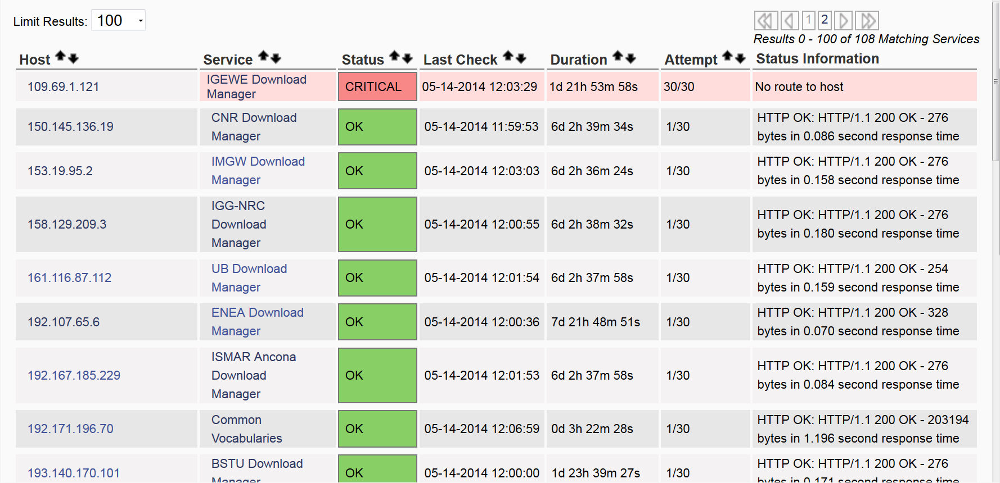 Limit Results: 100
1 2
Results 0 - 100 of 108 Matching Services
Host Service Status Last Check Duration Attempt Status Information
109.69.1.121 IGEWE Download Manager CRITICAL 05-14-2014 12:03:29 1d 21h 53m 58s 30/30 No route to host
150.145.136.19 CNR Download Manager OK 05-14-2014 11:59:53 6d 2h 39m 34s 1/30 HTTP OK: HTTP/1.1 200 OK - 276 bytes in 0.086 second response time
153.19.95.2 IMGW Download Manager OK 05-14-2014 12:03:03 6d 2h 36m 24s 1/30 HTTP OK: HTTP/1.1 200 OK - 276 bytes in 0.158 second response time
158.129.209.3 IGG-NRC Download Manager OK 05-14-2014 12:00:55 6d 2h 38m 32s 1/30 HTTP OK: HTTP/1.1 200 OK - 276 bytes in 0.180 second response time
161.116.87.112 UB Download Manager OK 05-14-2014 12:01:54 6d 2h 37m 58s 1/30 HTTP OK: HTTP/1.1 200 OK - 254 bytes in 0.159 second response time
192.107.65.6 ENEA Download Manager OK 05-14-2014 12:00:36 7d 21h 48m 51s 1/30 HTTP OK: HTTP/1.1 200 OK - 328 bytes in 0.070 second response time
192.167.185.229 ISMAR Ancona Download Manager OK 05-14-2014 12:01:53 6d 2h 37m 58s 1/30 HTTP OK: HTTP/1.1 200 OK - 276 bytes in 0.084 second response time
192.171.196.70 Common Vocabularies OK 05-14-2014 12:06:59 0d 3h 22m 28s 1/30 HTTP OK: HTTP/1.1 200 OK - 203194 bytes in 1.196 second response time
193.140.170.101 BSTU Download Manager OK 05-14-2014 12:00:00 1d 23h 39m 27s 1/30 HTTP OK: HTTP/1.1 200 OK - 276 bytes in 0.171 second response time